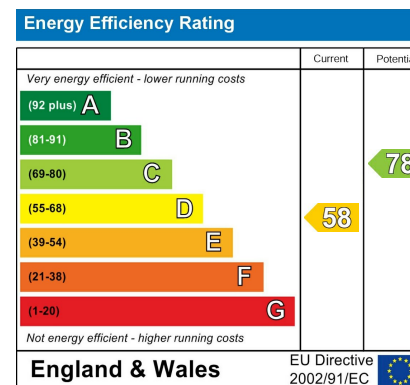 Energy Efficiency Rating
Current Potentia
Very energy efficient - lower running costs
(92 plus) A
(81-91) B
(69-80) C 78
(55-68) D 58
(39-54) E
(21-38) F
(1-20) G
Not energy efficient - higher running costs
England & Wales EU Directive
2002/91/EC